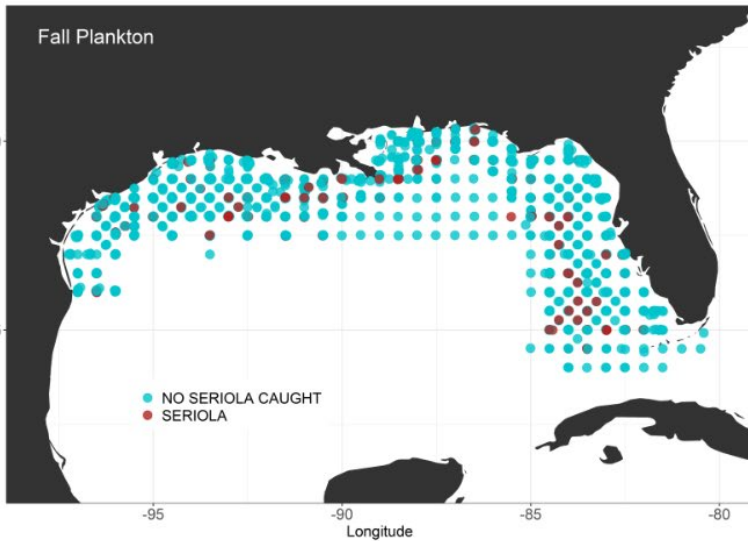 Fall Plankton
NO SERIOLA CAUGHT
SERIOLA
-95 -90 -85 -80
Longitude